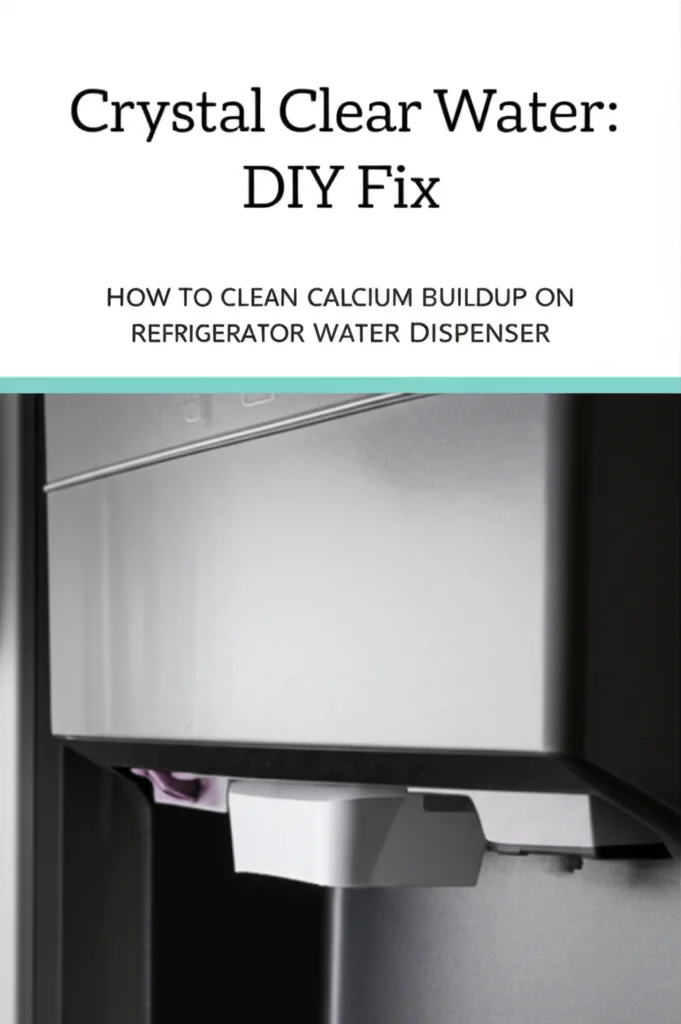 Crystal Clear Water:
DIY Fix
HOW TO CLEAN CALCIUM BUILDUP ON
REFRIGERATOR WATER DISPENSER